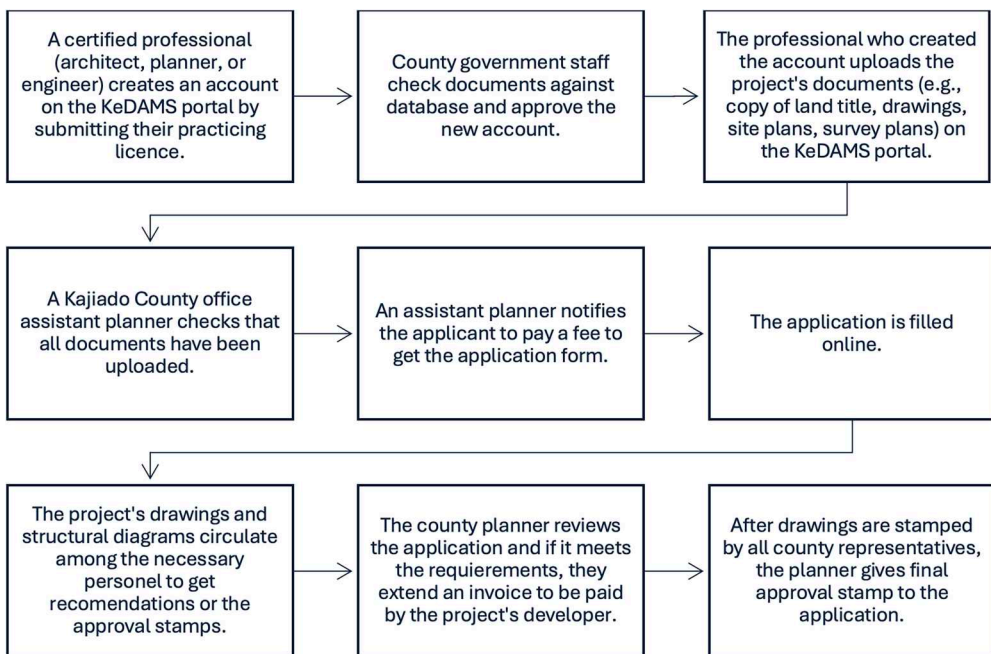 A certified professional
(architect, planner, or
engineer) creates an account
on the KeDAMS portal by
submitting their practicing
licence.
County government staff
check documents against
database and approve the
new account.
The professional who created
the account uploads the
project's documents (e.g.,
copy of land title, drawings,
site plans, survey plans) on
the KeDAMS portal.
A Kajiado County office
assistant planner checks that
all documents have been
uploaded.
An assistant planner notifies
the applicant to pay a fee to
get the application form.
The application is filled
online.
The project's drawings and
structural diagrams circulate
among the necessary
personel to get
recomendations or the
approval stamps.
The county planner reviews
the application and if it meets
the requierements, they
extend an invoice to be paid
by the project's developer.
After drawings are stamped
by all county representatives,
the planner gives final
approval stamp to the
application.